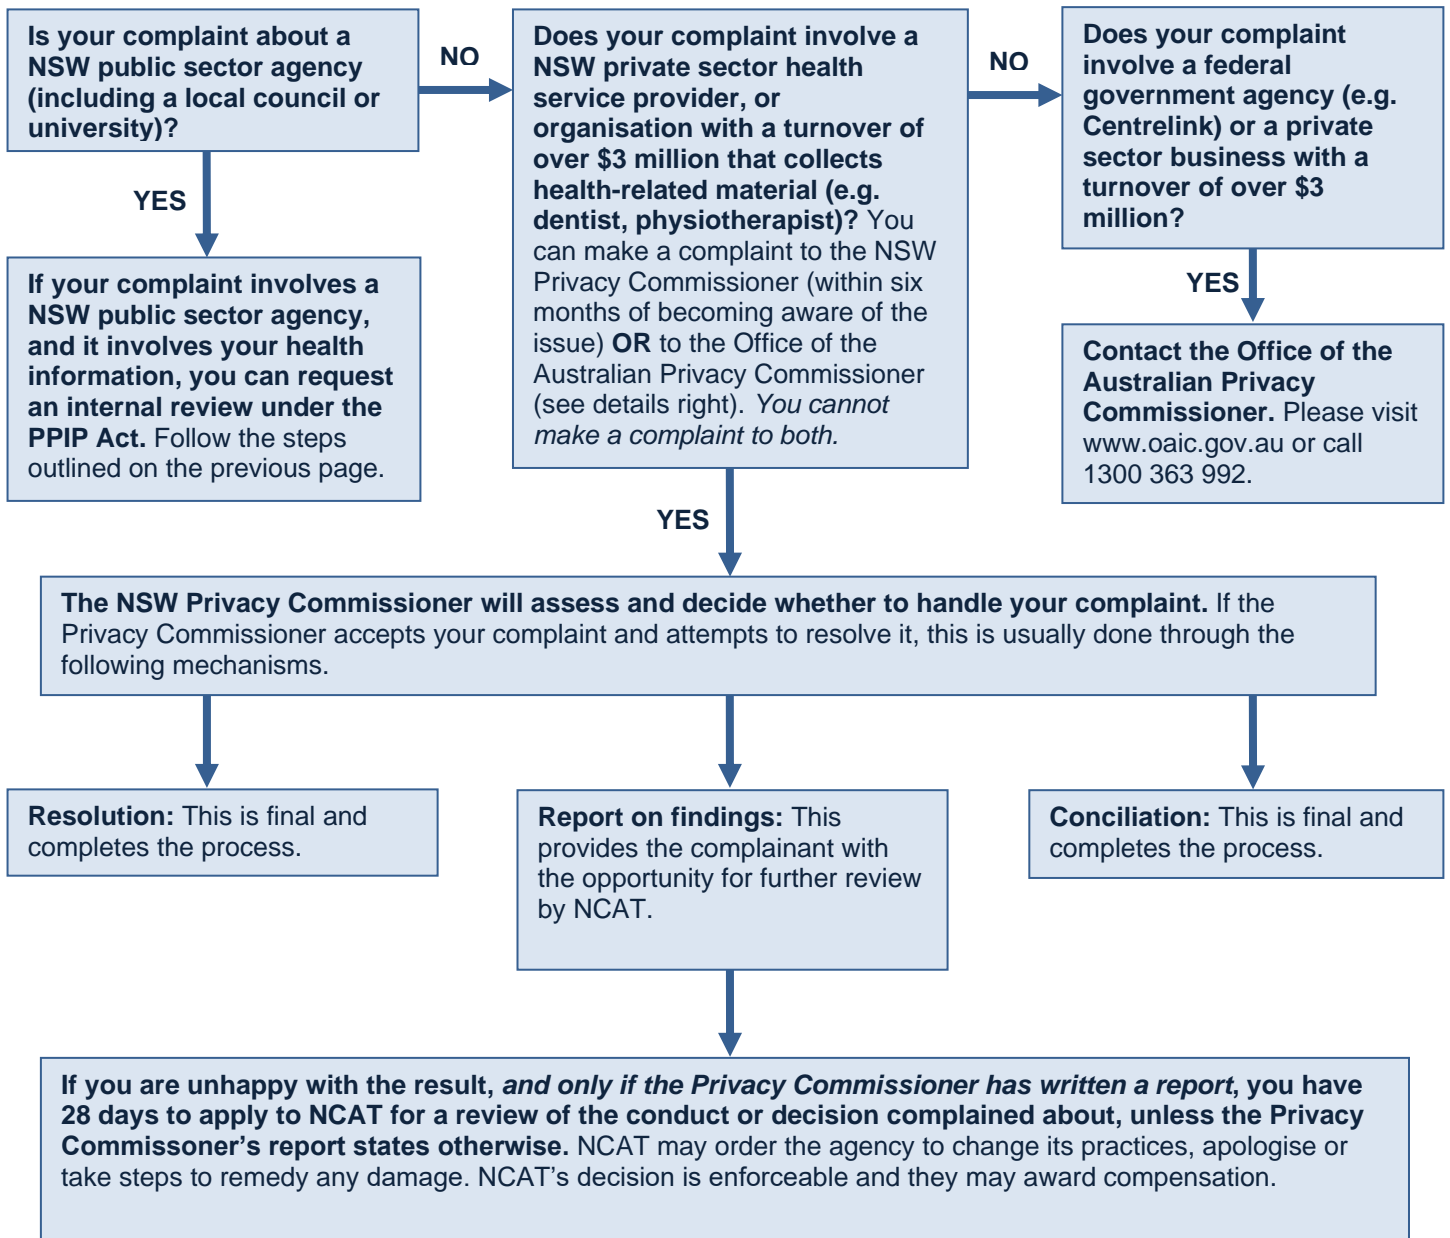 Is your complaint about a
NSW public sector agency
(including a local council or
university)?
NO
Does your complaint involve a
NSW private sector health
service provider, or
organisation with a turnover of
over $3 million that collects
health-related material (e.g.
dentist, physiotherapist)? You
can make a complaint to the NSW
Privacy Commissioner (within six
months of becoming aware of the
issue) OR to the Office of the
Australian Privacy Commissioner
(see details right). You cannot
make a complaint to both.
NO
Does your complaint
involve a federal
government agency (e.g.
Centrelink) or a private
sector business with a
turnover of over $3
million?
YES
If your complaint involves a
NSW public sector agency,
and it involves your health
information, you can request
an internal review under the
PPIP Act. Follow the steps
outlined on the previous page.
YES
Contact the Office of the
Australian Privacy
Commissioner. Please visit
www.oaic.gov.au or call
1300 363 992.
YES
The NSW Privacy Commissioner will assess and decide whether to handle your complaint. If the
Privacy Commissioner accepts your complaint and attempts to resolve it, this is usually done through the
following mechanisms.
Resolution: This is final and
completes the process.
Report on findings: This
provides the complainant with
the opportunity for further review
by NCAT.
Conciliation: This is final and
completes the process.
If you are unhappy with the result, and only if the Privacy Commissioner has written a report, you have
28 days to apply to NCAT for a review of the conduct or decision complained about, unless the Privacy
Commissoner’s report states otherwise. NCAT may order the agency to change its practices, apologise or
take steps to remedy any damage. NCAT’s decision is enforceable and they may award compensation.